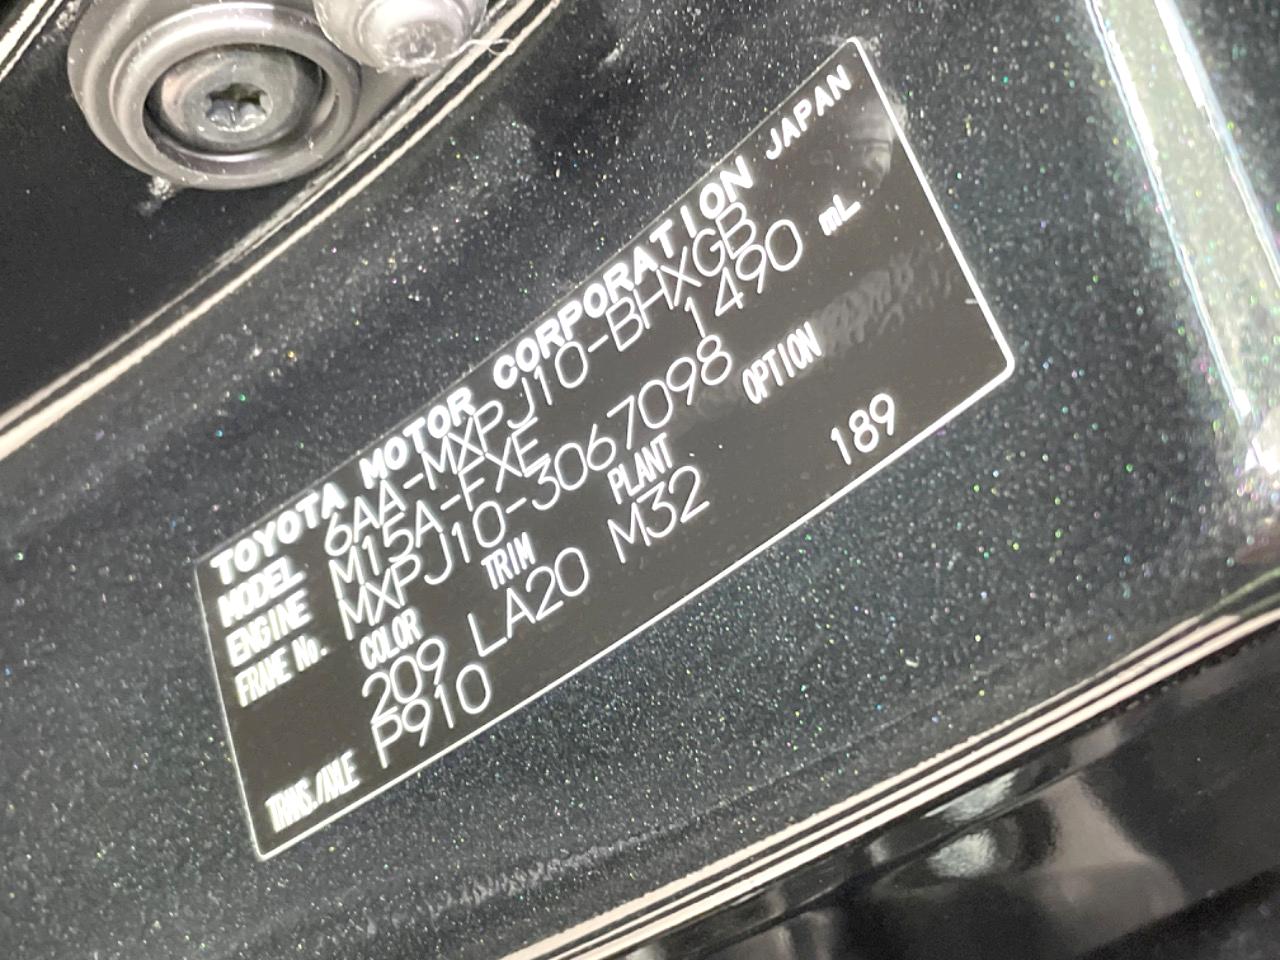 TOYOTA MOTOR CORPORATION JAPAN
MODEL 6AA-MXPJ10-BHXGB
ENGINE M15A-FXE 1490 mL
FRAME No. MXPJ10-3067098
COLOR TRIM PLANT OPTION
209 LA20 M32 189
TRANS./AXLE P910